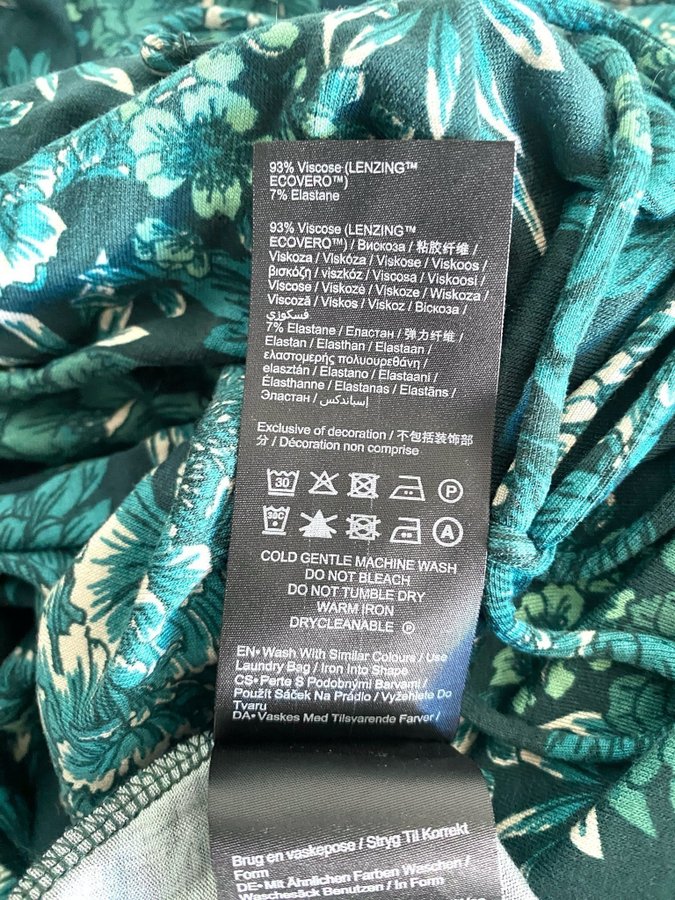 93% Viscose (LENZING™
ECOVERO™)
7% Elastane
93% Viscose (LENZING™
ECOVERO™) / Вискоза / 粘胶纤维 /
Viskoza / Viskóza / Viskose / Viskoos /
βισκόζη / viszkóz / Viscosa / Viskoosi /
Viscose / Viskozė / Viskoze / Wiskoza /
Viscoză / Viskos / Viskoz / Віскоза /
فسكوزي
7% Elastane / Еластан / 弹力纤维 /
Elastan / Elasthan / Elastaan /
ελαστομερής πολυουρεθάνη /
elasztán / Elastano / Elastaani /
Élasthanne / Elastanas / Elastāns /
Эластан / إسباندكس
Exclusive of decoration / 不包括装饰部
分 / Décoration non comprise
30 P
30C A
COLD GENTLE MACHINE WASH
DO NOT BLEACH
DO NOT TUMBLE DRY
WARM IRON
DRYCLEANABLE Ⓟ
EN• Wash With Similar Colours / Use
Laundry Bag / Iron Into Shape
CS• Perte S Podobnými Barvami /
Použít Sáček Na Prádlo / Vyžehlete Do
Tvaru
DA• Vaskes Med Tilsvarende Farver /
Brug en vaskepose / Stryg Til Korrekt
Form
DE• Mit Ähnlichen Farben Waschen /
Waschesäck Benutzen / In Form